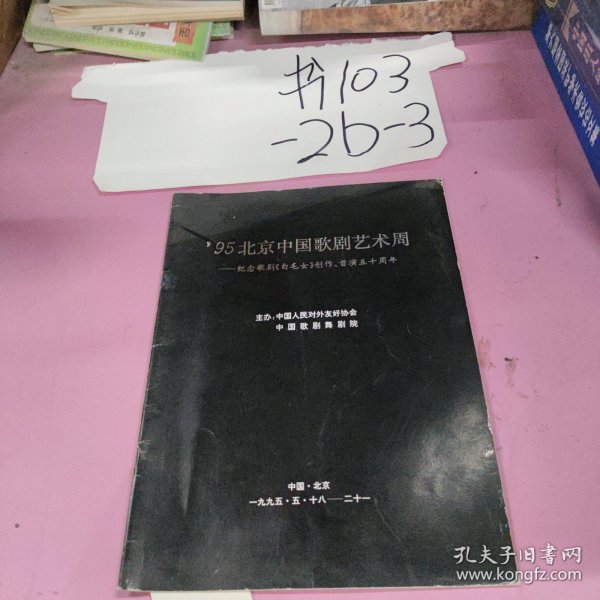 书103
-2b-3
'95北京中国歌剧艺术周
——纪念歌剧《白毛女》创作、首演五十周年
主办：中国人民对外友好协会
中国歌剧舞剧院
中国·北京
一九九五·五·十八——二十一
孔夫子旧书网
www.kongfz.com